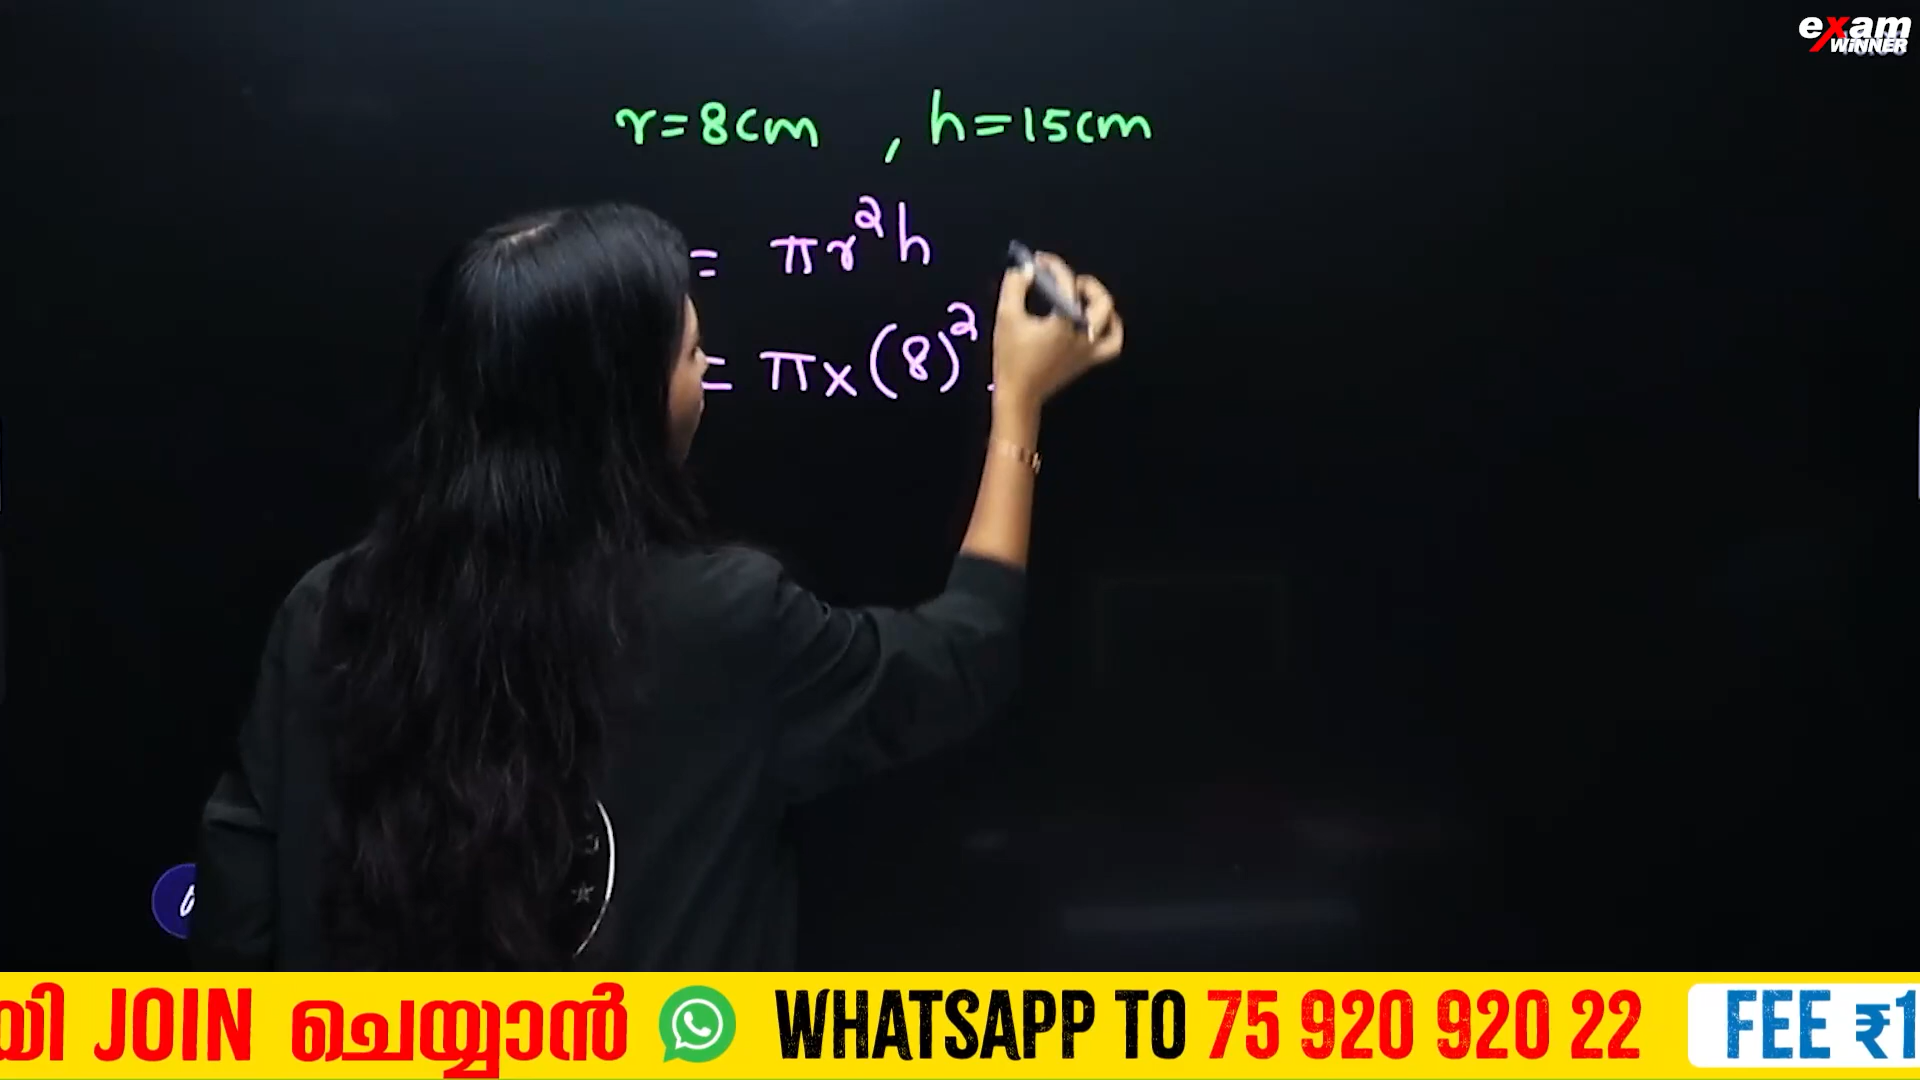 exam
WINNER
r=8cm , h=15cm
= πr²h
= π×(8)²
യി JOIN ചെയ്യാൻ WHATSAPP TO 75 920 920 22 FEE ₹1